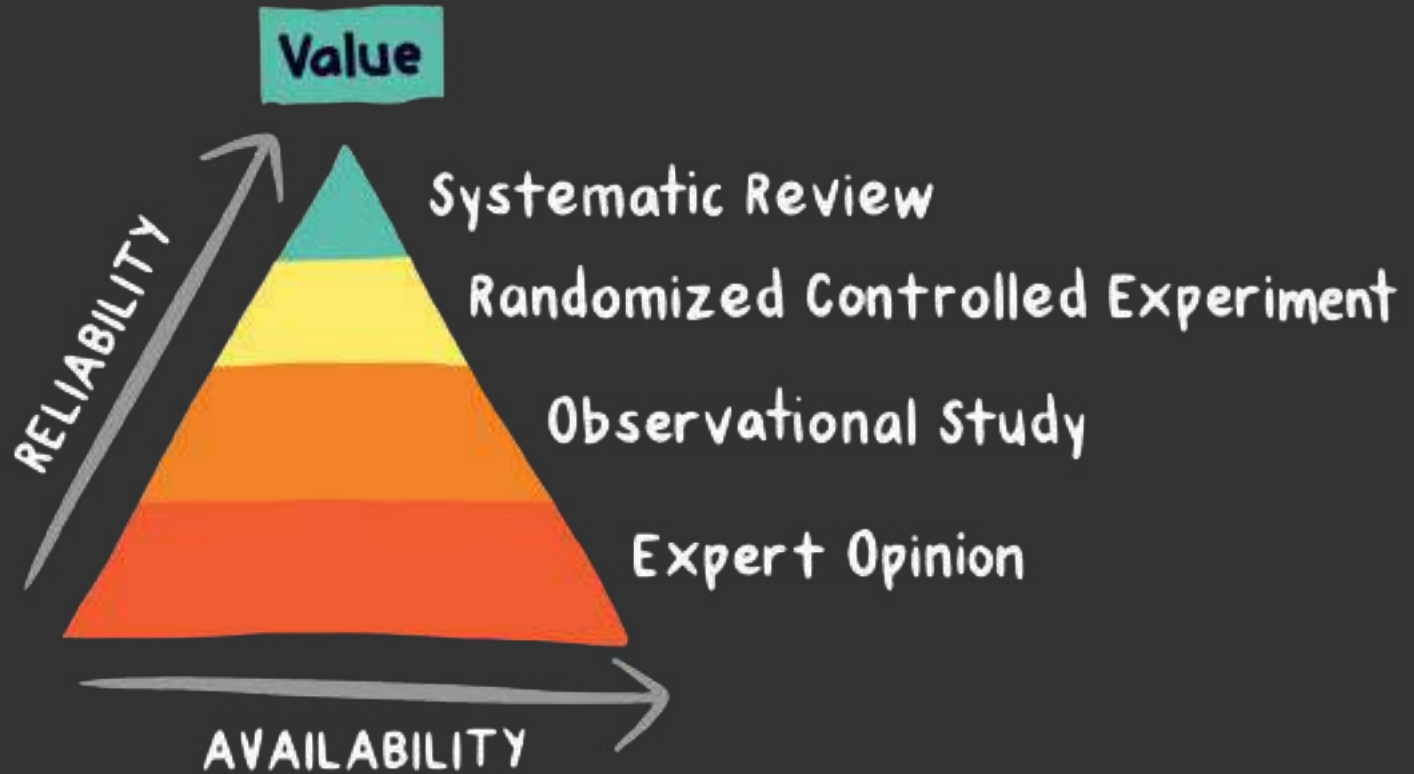 Value
RELIABILITY
Systematic Review
Randomized Controlled Experiment
Observational Study
Expert Opinion
AVAILABILITY